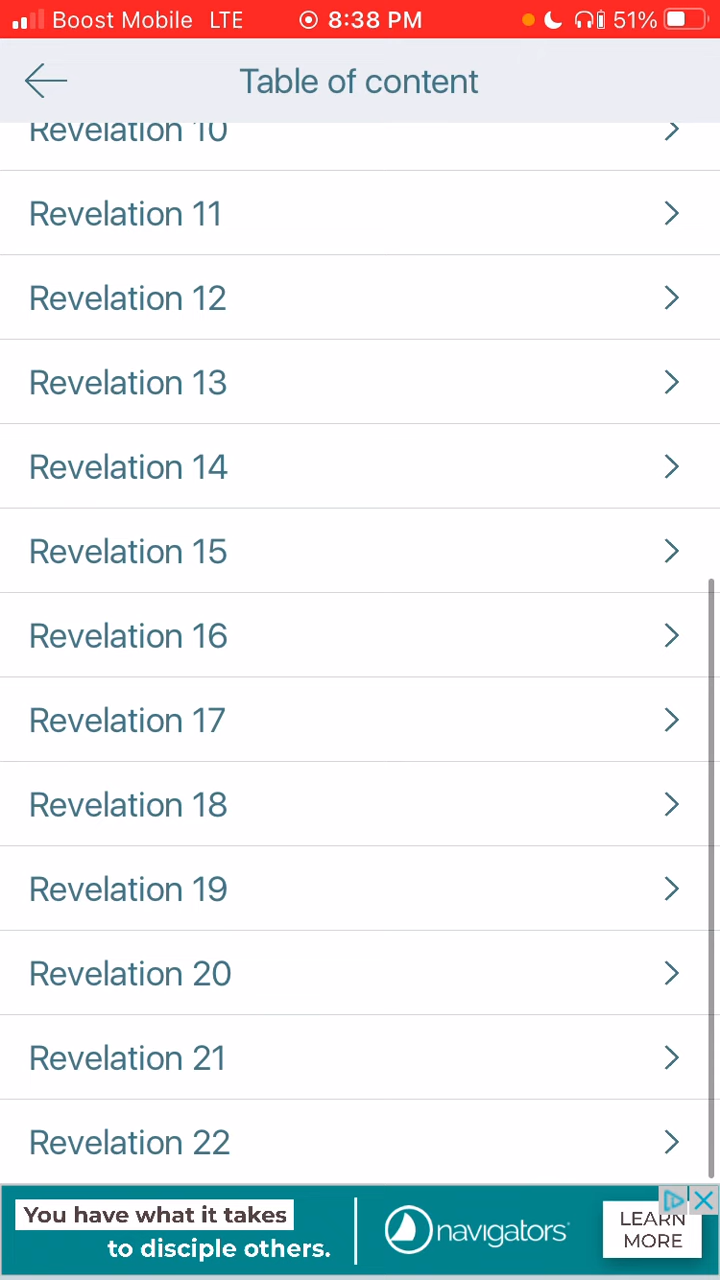 Boost Mobile LTE 8:38 PM 51%
Table of content
Revelation 10
Revelation 11
Revelation 12
Revelation 13
Revelation 14
Revelation 15
Revelation 16
Revelation 17
Revelation 18
Revelation 19
Revelation 20
Revelation 21
Revelation 22
You have what it takes
to disciple others.
navigators
LEARN
MORE